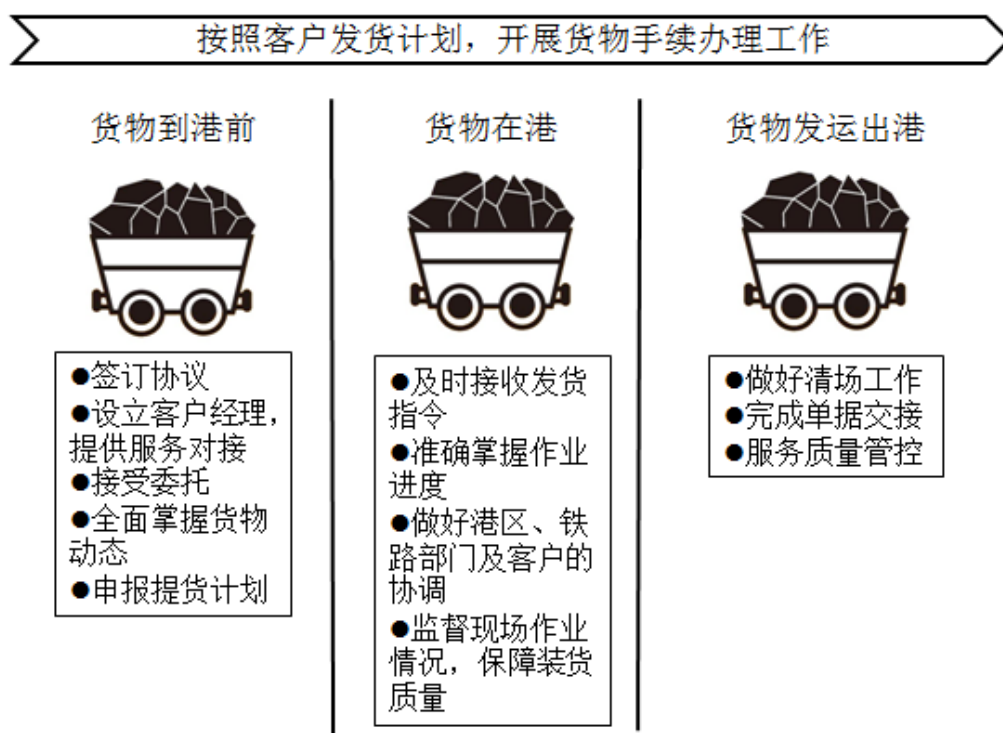 按照客户发货计划，开展货物手续办理工作
货物到港前
●签订协议
●设立客户经理，
提供服务对接
●接受委托
●全面掌握货物
动态
●申报提货计划
货物在港
●及时接收发货
指令
●准确掌握作业
进度
●做好港区、铁
路部门及客户的
协调
●监督现场作业
情况，保障装货
质量
货物发运出港
●做好清场工作
●完成单据交接
●服务质量管控